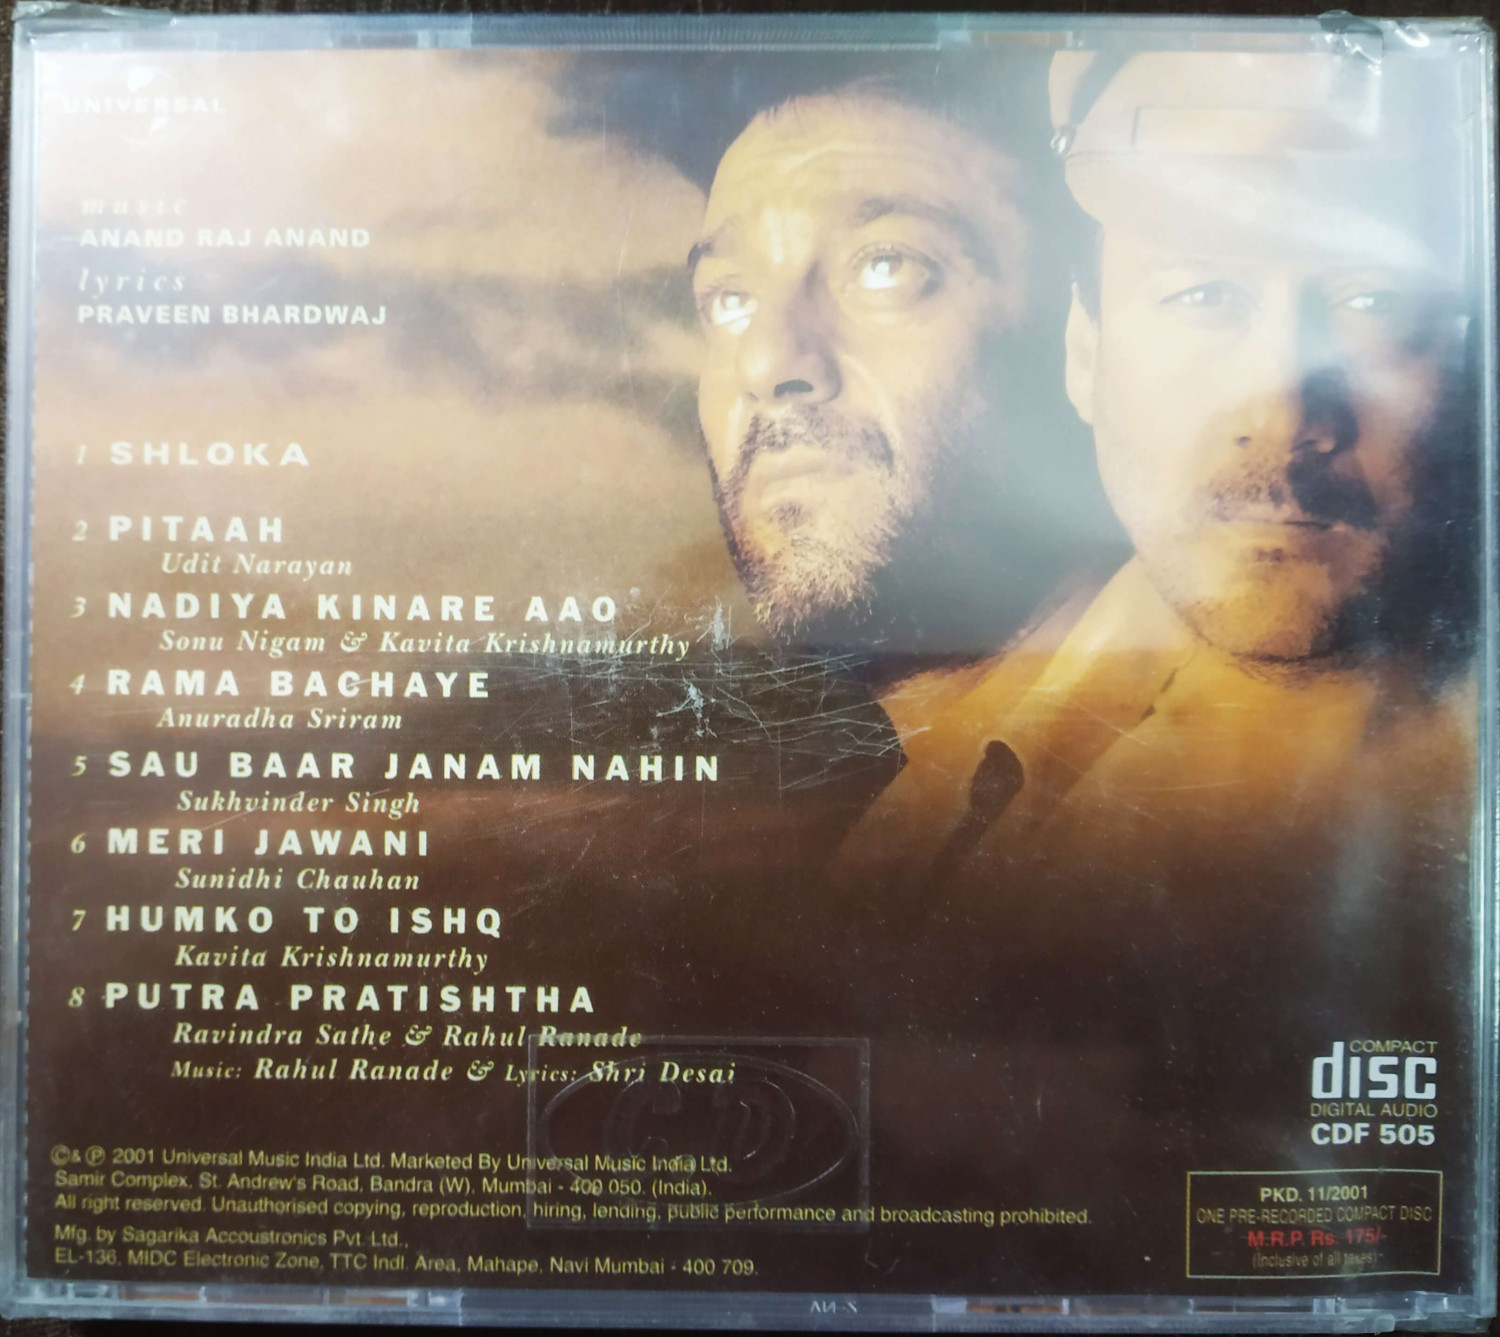 UNIVERSAL
music
ANAND RAJ ANAND
lyrics
PRAVEEN BHARDWAJ
1 SHLOKA
2 PITAAH
Udit Narayan
3 NADIYA KINARE AAO
Sonu Nigam & Kavita Krishnamurthy
4 RAMA BACHAYE
Anuradha Sriram
5 SAU BAAR JANAM NAHIN
Sukhvinder Singh
6 MERI JAWANI
Sunidhi Chauhan
7 HUMKO TO ISHQ
Kavita Krishnamurthy
8 PUTRA PRATISHTHA
Ravindra Sathe & Rahul Ranade
Music: Rahul Ranade & Lyrics: Shri Desai
©& ℗ 2001 Universal Music India Ltd. Marketed By Universal Music India Ltd.
Samir Complex, St. Andrew's Road, Bandra (W), Mumbai - 400 050. (India).
All right reserved. Unauthorised copying, reproduction, hiring, lending, public performance and broadcasting prohibited.
Mfg. by Sagarika Accoustronics Pvt. Ltd.,
EL-136, MIDC Electronic Zone, TTC Indl. Area, Mahape, Navi Mumbai - 400 709.
COMPACT
disc
DIGITAL AUDIO
CDF 505
PKD. 11/2001
ONE PRE-RECORDED COMPACT DISC
M.R.P. Rs. 175/-
(Inclusive of all taxes)